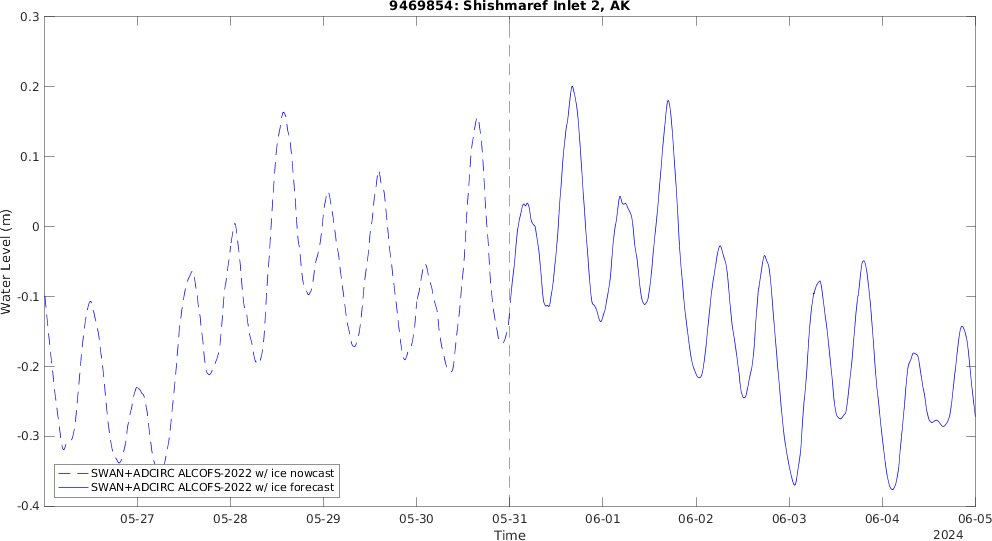 9469854: Shishmaref Inlet 2, AK
0.3
0.2
0.1
0
-0.1
-0.2
-0.3
-0.4
Water Level (m)
SWAN+ADCIRC ALCOFS-2022 w/ ice nowcast
SWAN+ADCIRC ALCOFS-2022 w/ ice forecast
05-27 05-28 05-29 05-30 05-31 06-01 06-02 06-03 06-04 06-05
Time
2024